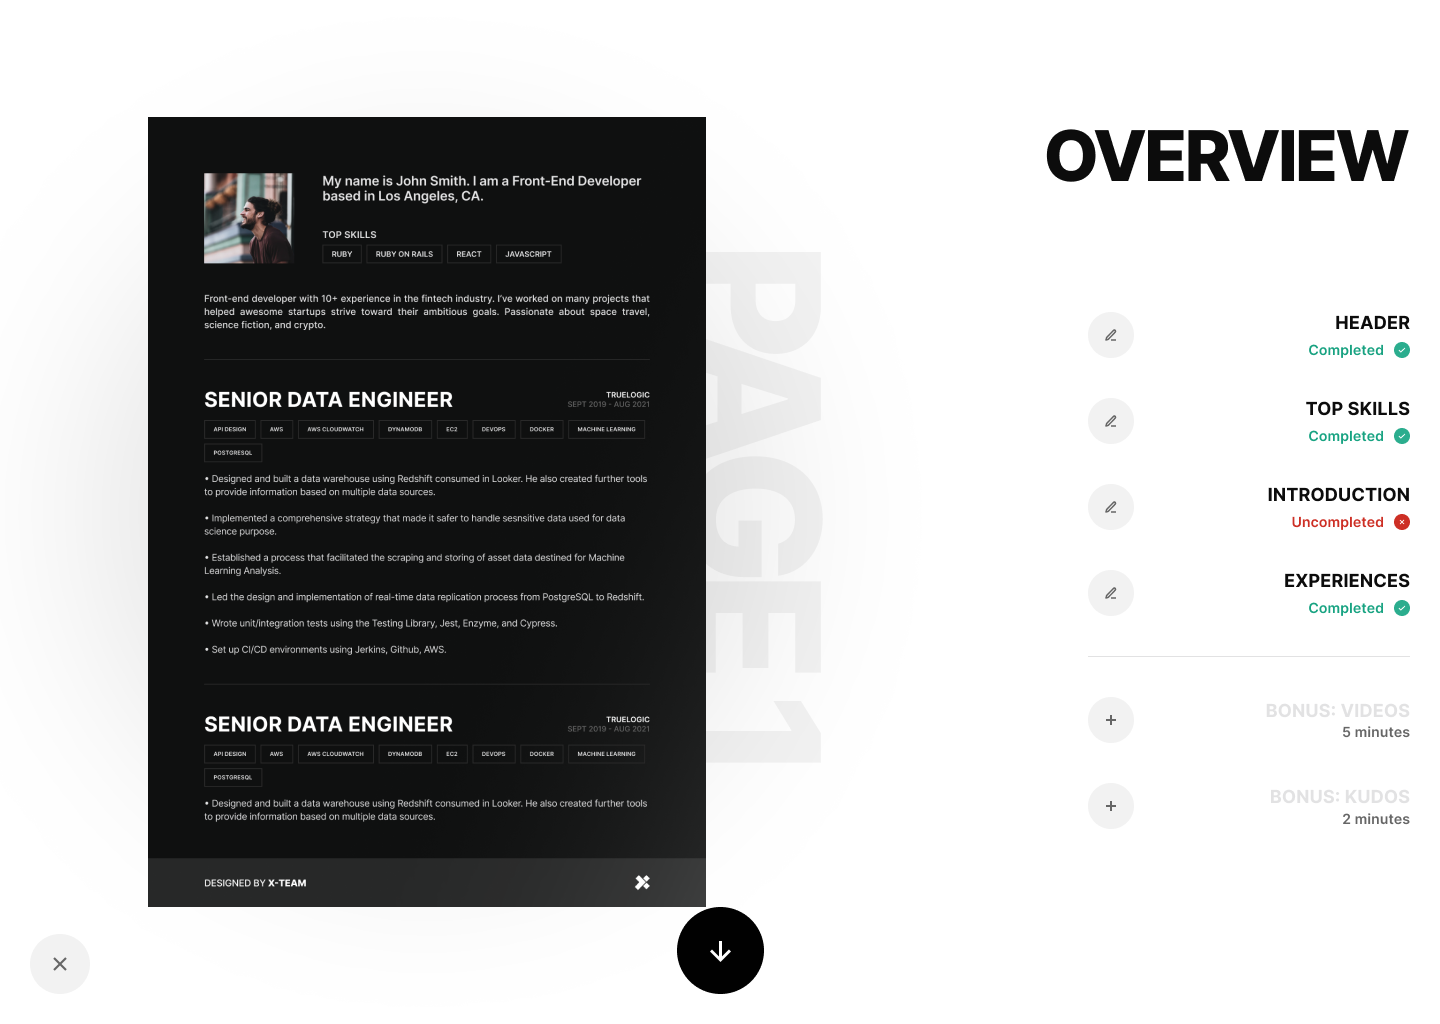 My name is John Smith. I am a Front-End Developer
based in Los Angeles, CA.
TOP SKILLS
RUBY
RUBY ON RAILS
REACT
JAVASCRIPT
Front-end developer with 10+ experience in the fintech industry. I've worked on many projects that
helped awesome startups strive toward their ambitious goals. Passionate about space travel,
science fiction, and crypto.
SENIOR DATA ENGINEER
TRUELOGIC
SEPT 2019 - AUG 2021
API DESIGN
AWS
AWS CLOUDWATCH
DYNAMODB
EC2
DEVOPS
DOCKER
MACHINE LEARNING
POSTGRESQL
• Designed and built a data warehouse using Redshift consumed in Looker. He also created further tools
to provide information based on multiple data sources.
• Implemented a comprehensive strategy that made it safer to handle sesnsitive data used for data
science purpose.
• Established a process that facilitated the scraping and storing of asset data destined for Machine
Learning Analysis.
• Led the design and implementation of real-time data replication process from PostgreSQL to Redshift.
• Wrote unit/integration tests using the Testing Library, Jest, Enzyme, and Cypress.
• Set up CI/CD environments using Jerkins, Github, AWS.
SENIOR DATA ENGINEER
TRUELOGIC
SEPT 2019 - AUG 2021
API DESIGN
AWS
AWS CLOUDWATCH
DYNAMODB
EC2
DEVOPS
DOCKER
MACHINE LEARNING
POSTGRESQL
• Designed and built a data warehouse using Redshift consumed in Looker. He also created further tools
to provide information based on multiple data sources.
DESIGNED BY X-TEAM
PAGE 1
OVERVIEW
HEADER
Completed
TOP SKILLS
Completed
INTRODUCTION
Uncompleted
EXPERIENCES
Completed
BONUS: VIDEOS
5 minutes
BONUS: KUDOS
2 minutes